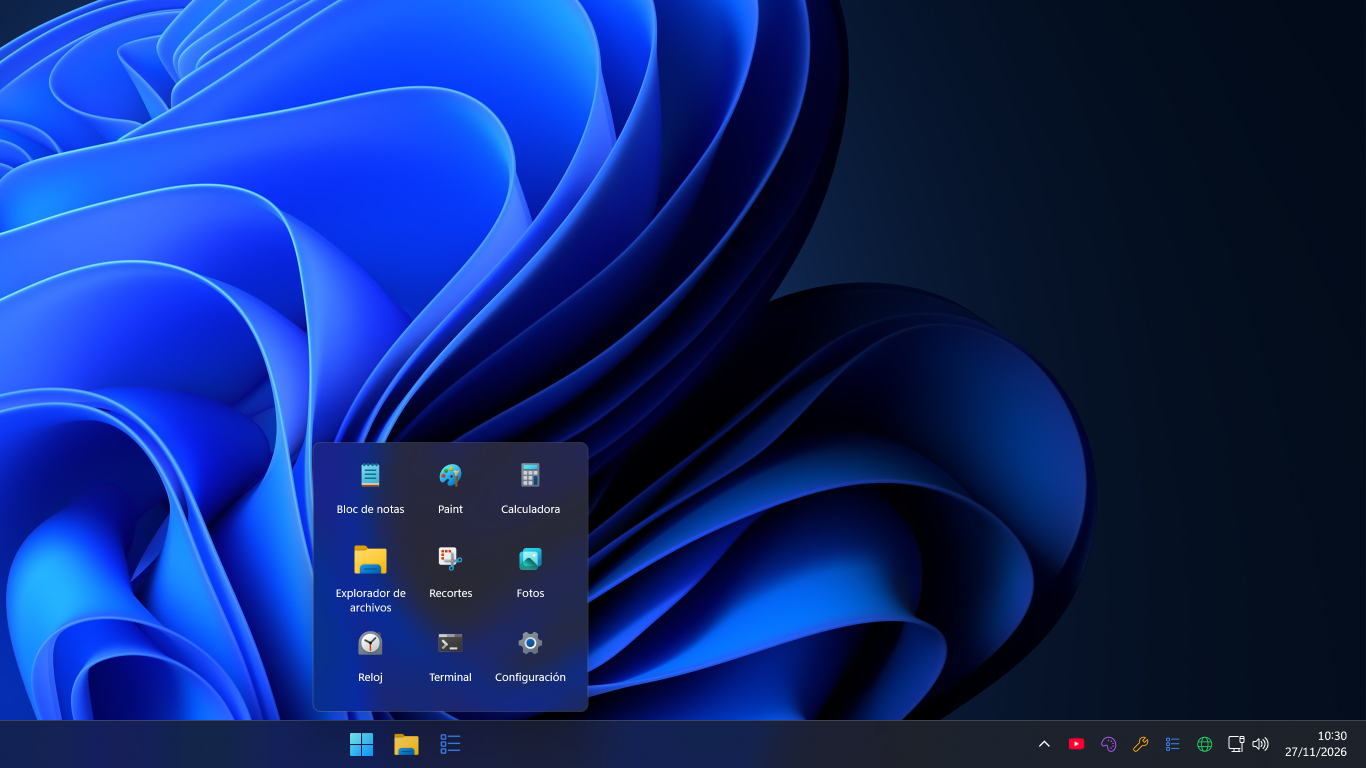 Bloc de notas
Paint
Calculadora
Explorador de
archivos
Recortes
Fotos
Reloj
Terminal
Configuración
10:30
27/11/2026